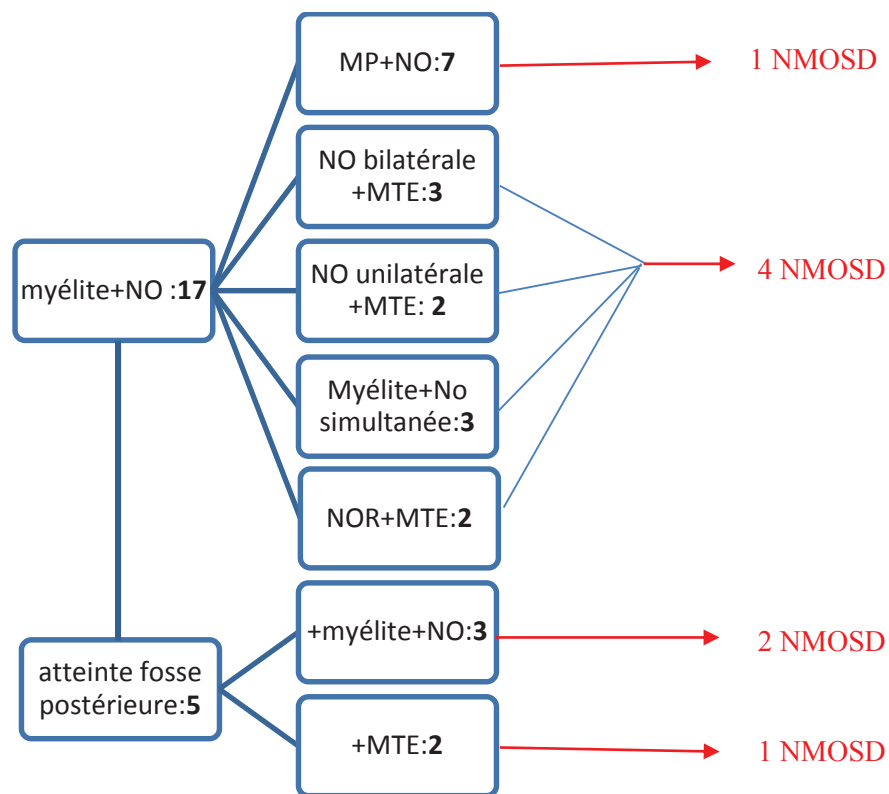 MP+NO:7
1 NMOSD
NO bilatérale
+MTE:3
myélite+NO :17
NO unilatérale
+MTE: 2
4 NMOSD
Myélite+No
simultanée:3
NOR+MTE:2
atteinte fosse
postérieure:5
+myélite+NO:3
2 NMOSD
+MTE:2
1 NMOSD